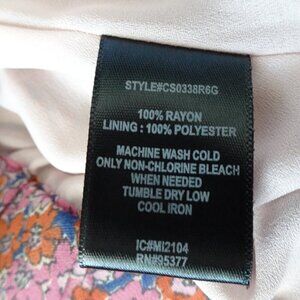 STYLE#CS0338R6G
100% RAYON
LINING : 100% POLYESTER
MACHINE WASH COLD
ONLY NON-CHLORINE BLEACH
WHEN NEEDED
TUMBLE DRY LOW
COOL IRON
IC#MI2104
RN#95377